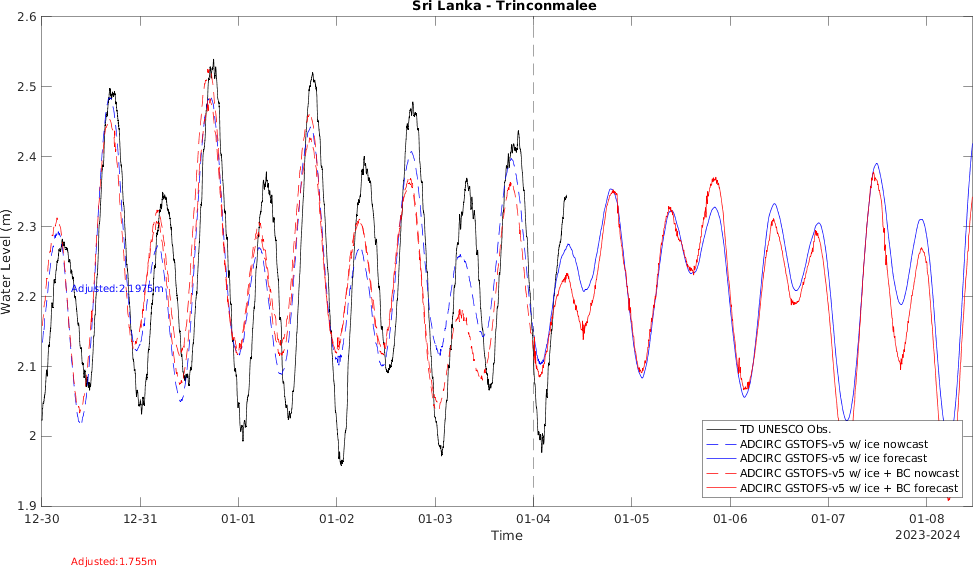 Sri Lanka - Trinconmalee
2.6
2.5
2.4
2.3
2.2
2.1
2
1.9
Water Level (m)
Adjusted:2.1975m
TD UNESCO Obs.
ADCIRC GSTOFS-v5 w/ ice nowcast
ADCIRC GSTOFS-v5 w/ ice forecast
ADCIRC GSTOFS-v5 w/ ice + BC nowcast
ADCIRC GSTOFS-v5 w/ ice + BC forecast
12-30 12-31 01-01 01-02 01-03 01-04 01-05 01-06 01-07 01-08
Time
2023-2024
Adjusted:1.755m